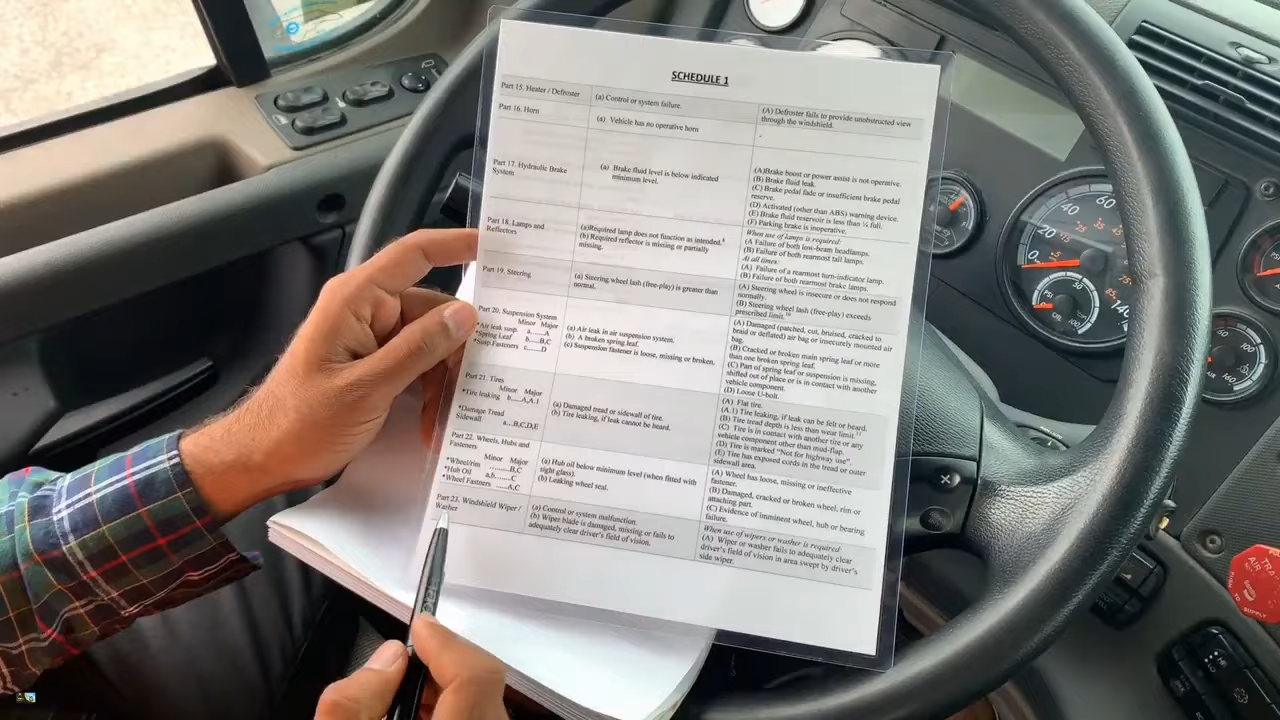 SCHEDULE 1
Part 15. Heater / Defroster
(a) Control or system failure.
(A) Defroster fails to provide unobstructed view
through the windshield.
Part 16. Horn
(a) Vehicle has no operative horn
Part 17. Hydraulic Brake
System
(a) Brake fluid level is below indicated
minimum level.
(A)Brake boost or power assist is not operative.
(B) Brake fluid leak.
(C) Brake pedal fade or insufficient brake pedal
reserve.
(D) Activated (other than ABS) warning device.
(E) Brake fluid reservoir is less than ¼ full.
(F) Parking brake is inoperative.
Part 18. Lamps and
Reflectors
(a)Required lamp does not function as intended.
(b) Required reflector is missing or partially
missing.
When use of lamps is required:
(A) Failure of both low-beam headlamps.
(B) Failure of both rearmost tail lamps.
At all times:
(A) Failure of a rearmost turn-indicator lamp.
(B) Failure of both rearmost brake lamps.
Part 19. Steering
(a) Steering wheel lash (free-play) is greater than
normal.
(A) Steering wheel is insecure or does not respond
normally.
(B) Steering wheel lash (free-play) exceeds
prescribed limit.10
Part 20. Suspension System
Minor Major
*Air leak susp. a......A
*Spring Leaf b......B,C
*Susp Fasteners c......D
(a) Air leak in air suspension system.
(b) A broken spring leaf.
(c) Suspension fastener is loose, missing or broken.
(A) Damaged (patched, cut, bruised, cracked to
braid or deflated) air bag or insecurely mounted air
bag.
(B) Cracked or broken main spring leaf or more
than one broken spring leaf.
(C) Part of spring leaf or suspension is missing,
shifted out of place or is in contact with another
vehicle component.
(D) Loose U-bolt.
Part 21. Tires
Minor Major
*Tire leaking b......A,A.1
*Damage Tread
Sidewall a...B,C,D,E
(a) Damaged tread or sidewall of tire.
(b) Tire leaking, if leak cannot be heard.
(A) Flat tire.
(A.1) Tire leaking, if leak can be felt or heard.
(B) Tire tread depth is less than wear limit.11
(C) Tire is in contact with another tire or any
vehicle component other than mud-flap.
(D) Tire is marked "Not for highway use".
(E) Tire has exposed cords in the tread or outer
sidewall area.
Part 22. Wheels, Hubs and
Fasteners
Minor Major
*Wheel/rim ..........B,C
*Hub Oil a,b......C
*Wheel Fastners ......A,C
(a) Hub oil below minimum level (when fitted with
sight glass)
(b) Leaking wheel seal.
(A) Wheel has loose, missing or ineffective
fastener.
(B) Damaged, cracked or broken wheel, rim or
attaching part.
(C) Evidence of imminent wheel, hub or bearing
failure.
Part 23. Windshield Wiper /
Washer
(a) Control or system malfunction.
(b) Wiper blade is damaged, missing or fails to
adequately clear driver's field of vision.
When use of wipers or washer is required:
(A) Wiper or washer fails to adequately clear
driver's field of vision in area swept by driver's
side wiper.
40
60
20
0
140
50
100
OIL
100
160
AIR
SUPPLY